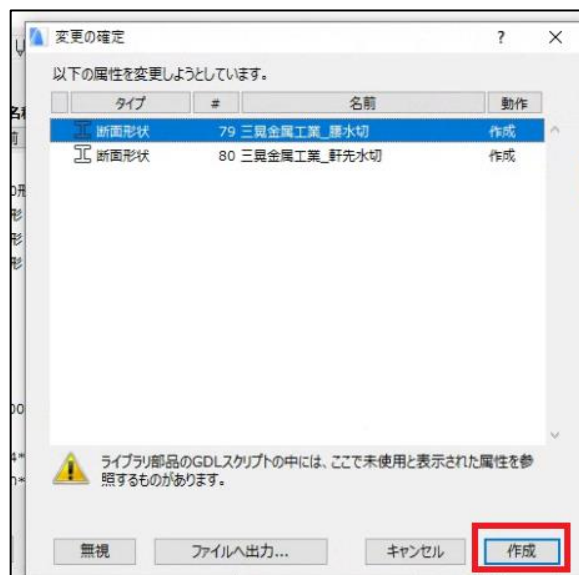 変更の確定
? ×
以下の属性を変更しようとしています。
タイプ # 名前 動作
断面形状 79 三晃金属工業_腰水切 作成
断面形状 80 三晃金属工業_軒先水切 作成
ライブラリ部品のGDLスクリプトの中には、ここで未使用と表示された属性を参
照するものがあります。
無視 ファイルへ出力... キャンセル 作成